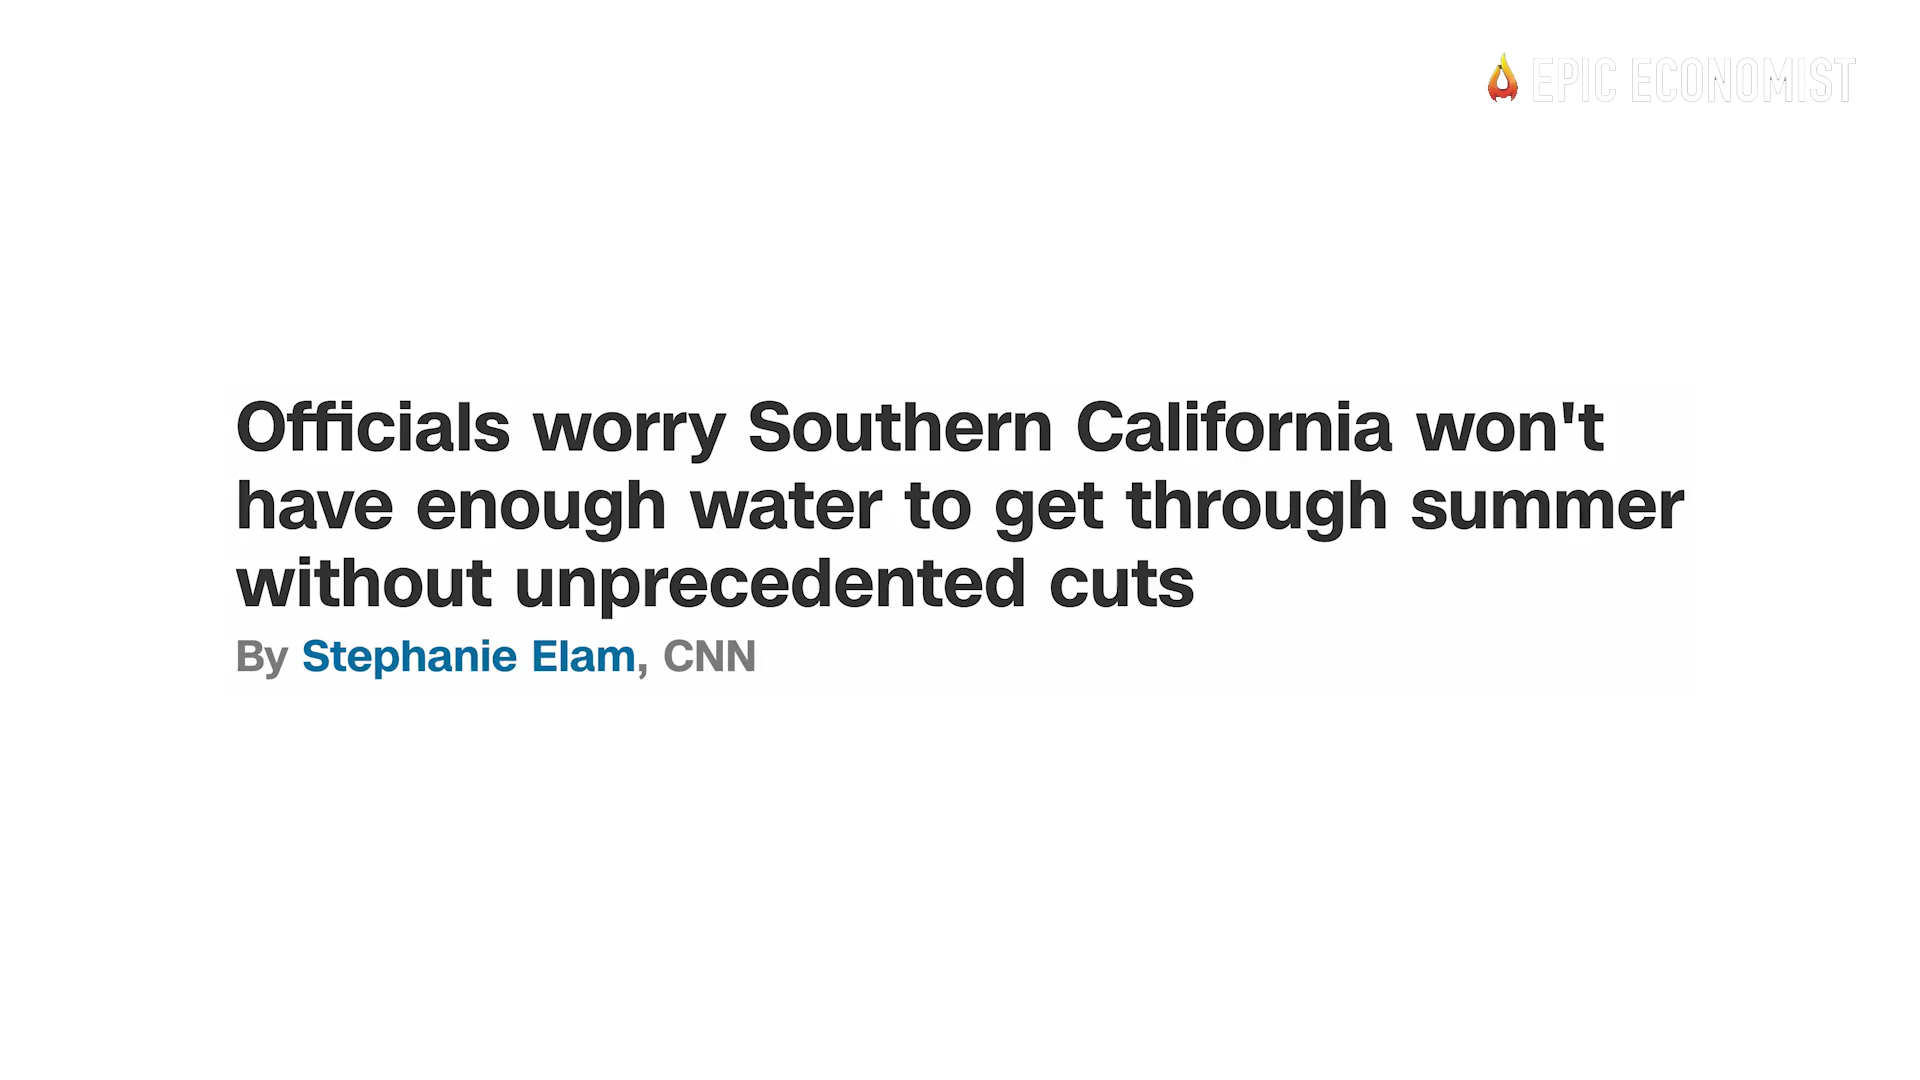 EPIC ECONOMIST
Officials worry Southern California won't
have enough water to get through summer
without unprecedented cuts
By Stephanie Elam, CNN